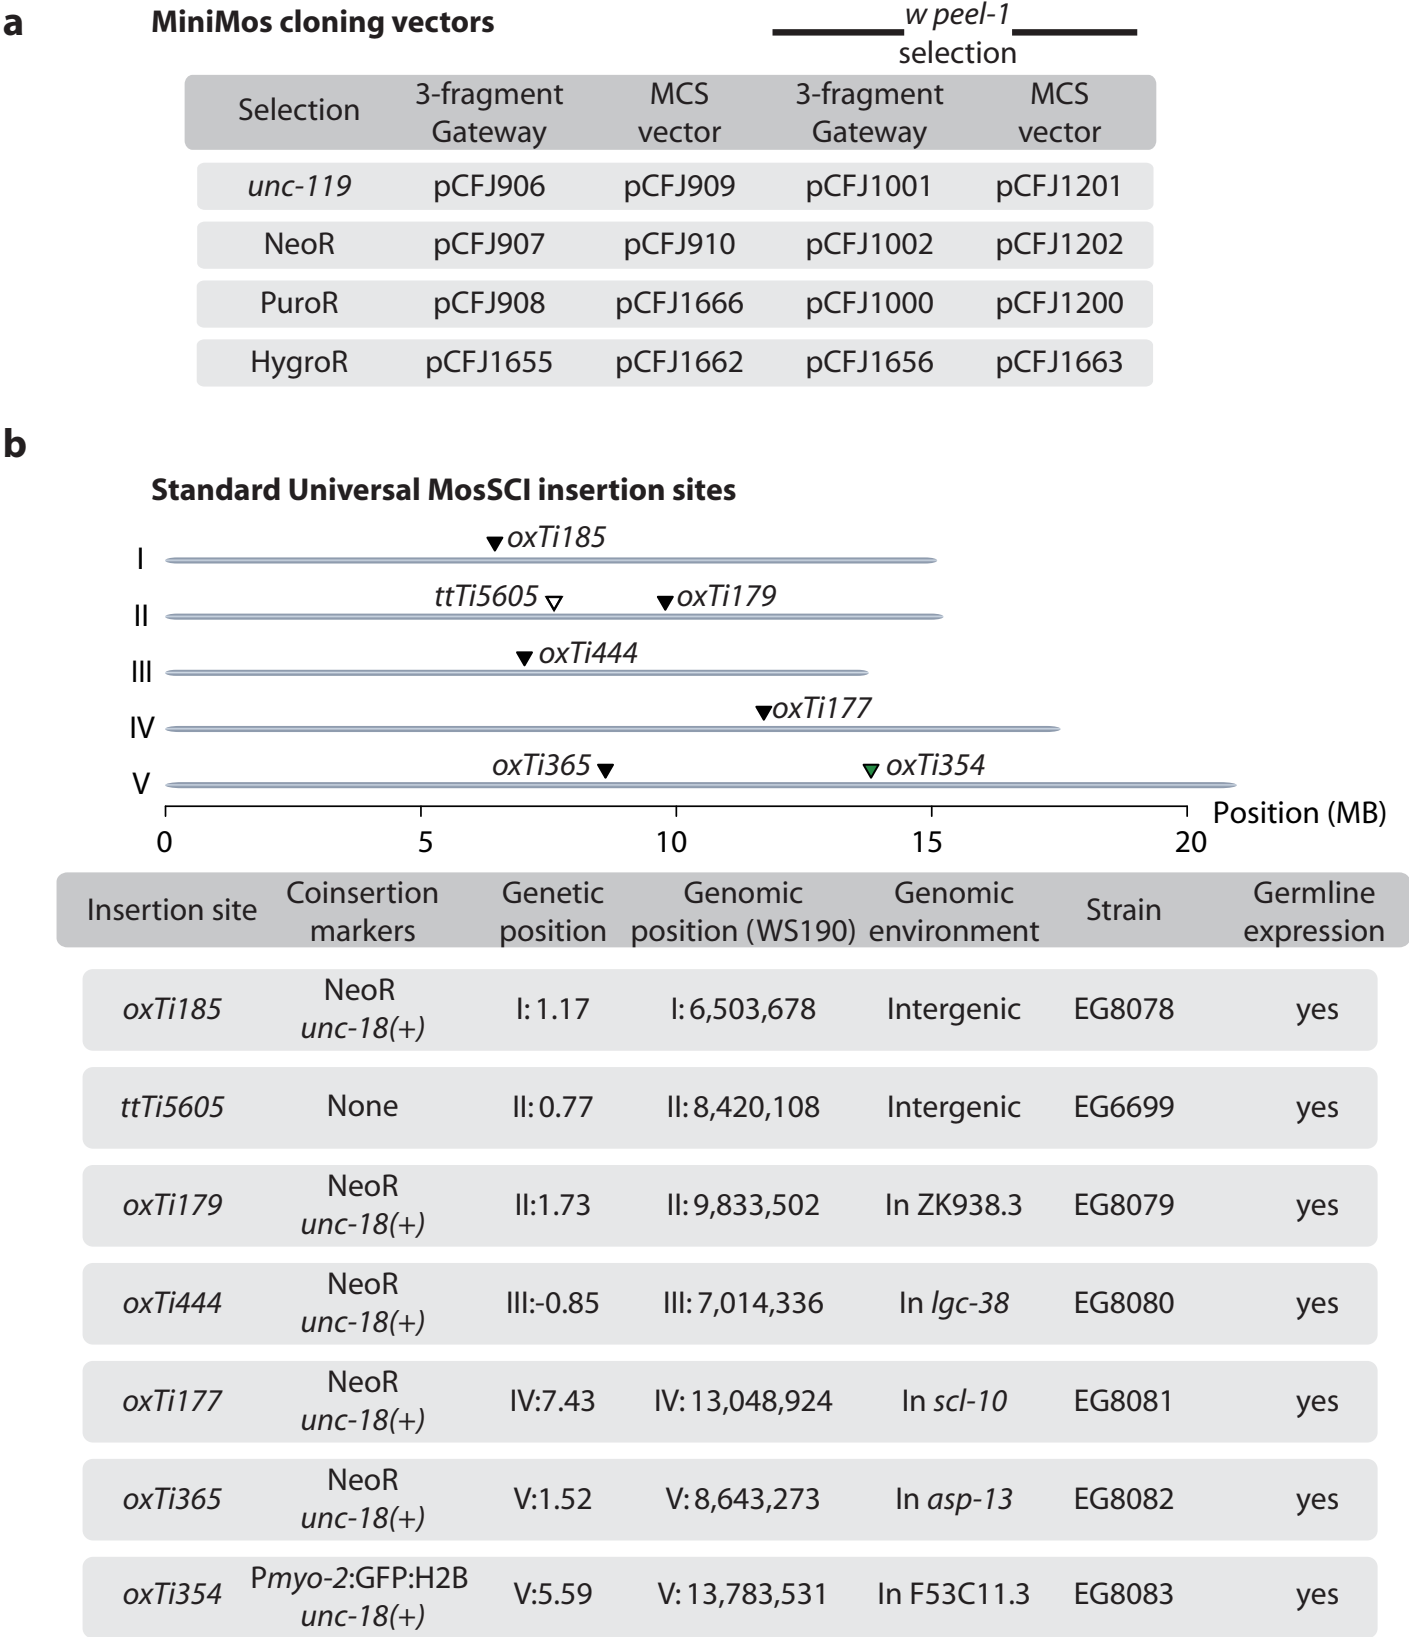 a
MiniMos cloning vectors
w peel-1
selection
Selection 3-fragment Gateway MCS vector 3-fragment Gateway MCS vector
unc-119 pCFJ906 pCFJ909 pCFJ1001 pCFJ1201
NeoR pCFJ907 pCFJ910 pCFJ1002 pCFJ1202
PuroR pCFJ908 pCFJ1666 pCFJ1000 pCFJ1200
HygroR pCFJ1655 pCFJ1662 pCFJ1656 pCFJ1663
b
Standard Universal MosSCI insertion sites
I oxTi185
II ttTi5605 oxTi179
III oxTi444
IV oxTi177
V oxTi365 oxTi354
0 5 10 15 20 Position (MB)
Insertion site Coinsertion markers Genetic position Genomic position (WS190) Genomic environment Strain Germline expression
oxTi185 NeoR unc-18(+) I: 1.17 I: 6,503,678 Intergenic EG8078 yes
ttTi5605 None II: 0.77 II: 8,420,108 Intergenic EG6699 yes
oxTi179 NeoR unc-18(+) II:1.73 II: 9,833,502 In ZK938.3 EG8079 yes
oxTi444 NeoR unc-18(+) III:-0.85 III: 7,014,336 In lgc-38 EG8080 yes
oxTi177 NeoR unc-18(+) IV:7.43 IV: 13,048,924 In scl-10 EG8081 yes
oxTi365 NeoR unc-18(+) V:1.52 V: 8,643,273 In asp-13 EG8082 yes
oxTi354 Pmyo-2:GFP:H2B unc-18(+) V:5.59 V: 13,783,531 In F53C11.3 EG8083 yes